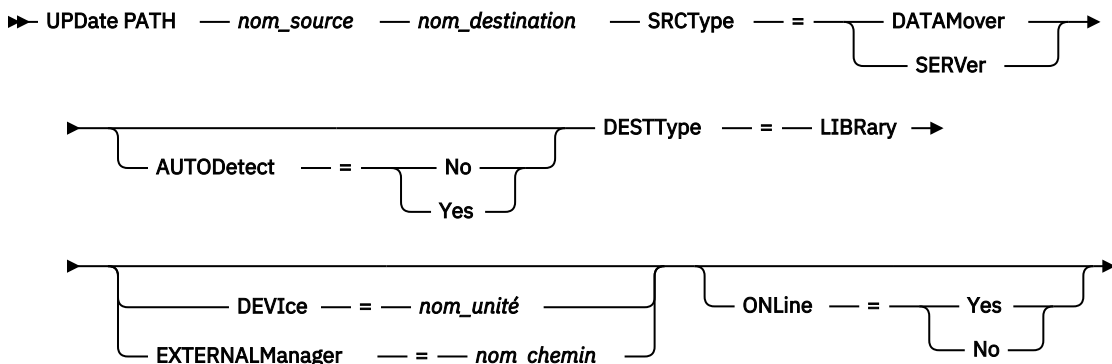 UPDate PATH nom_source nom_destination SRCType = DATAMover
SERVer
AUTODetect = No
Yes
DESTType = LIBRary
DEVIce = nom_unité
EXTERNALManager = nom_chemin
ONLine = Yes
No